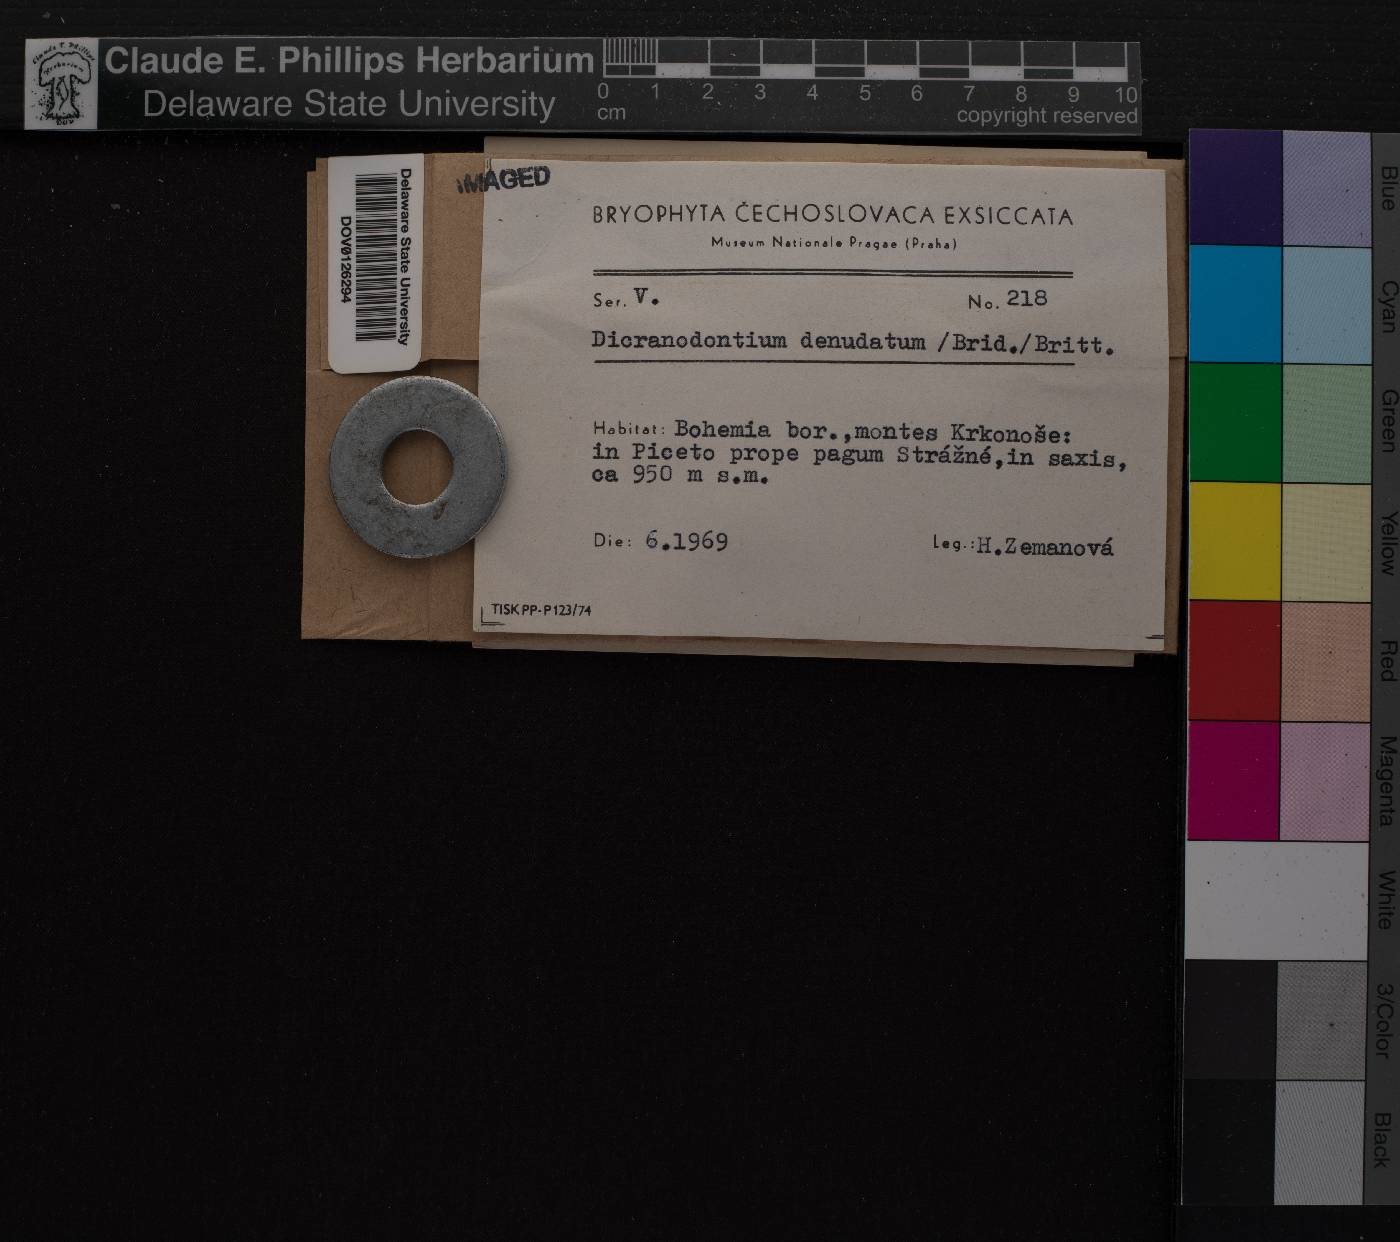 Claude E. Phillips Herbarium
Delaware State University
0 1 2 3 4 5 6 7 8 9 10
cm
copyright reserved
Delaware State University
DOV0126294
IMAGED
BRYOPHYTA ČECHOSLOVACA EXSICCATA
Museum Nationale Pragae (Praha)
Ser. V. No. 218
Dicranodontium denudatum /Brid./Britt.
Habitat: Bohemia bor.,montes Krkonoše:
in Piceto prope pagum Strážné,in saxis,
ca 950 m s.m.
Die: 6.1969 Leg.:H.Zemanová
TISK PP-P 123/74
Blue
Cyan
Green
Yellow
Red
Magenta
White
3/Color
Black